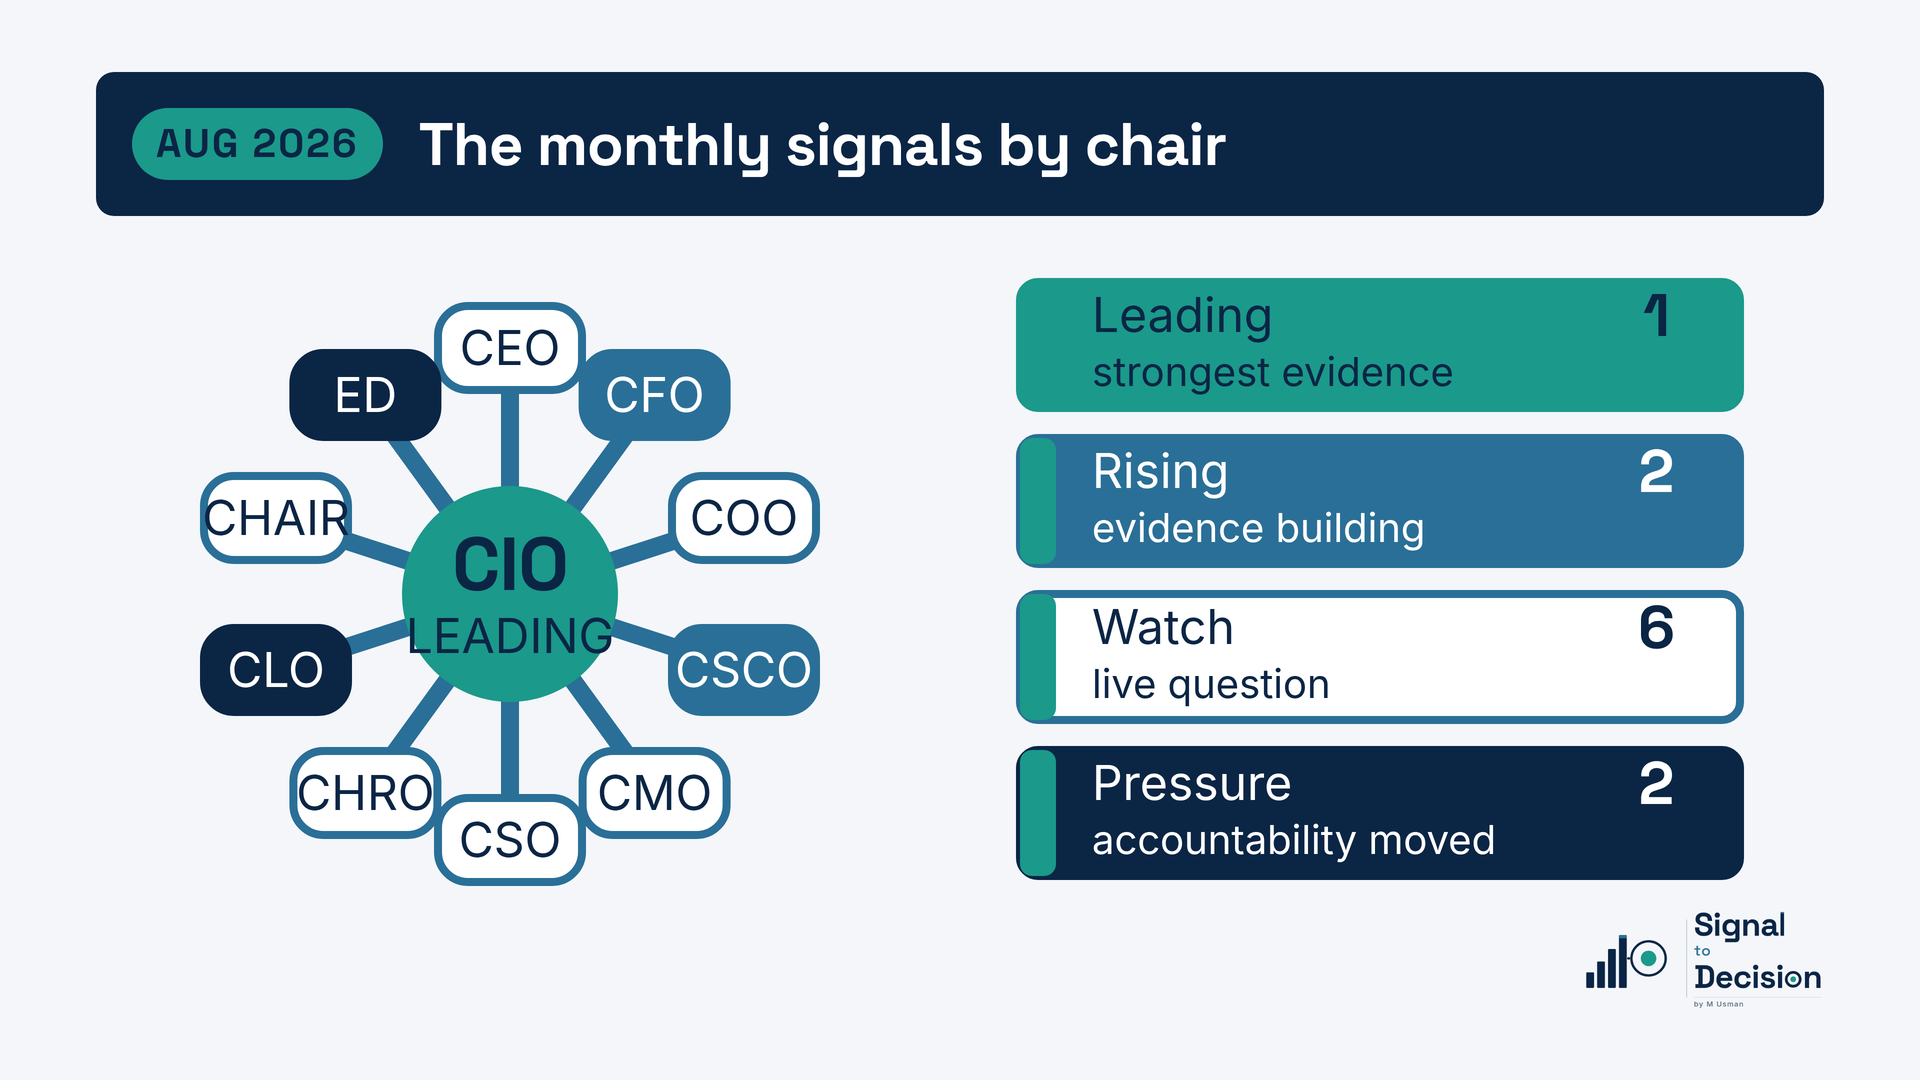 AUG 2026
The monthly signals by chair
CEO
ED
CFO
CHAIR
COO
CIO
LEADING
CLO
CSCO
CHRO
CMO
CSO
Leading
1
strongest evidence
Rising
2
evidence building
Watch
6
live question
Pressure
2
accountability moved
Signal
to
Decision
by M Usman